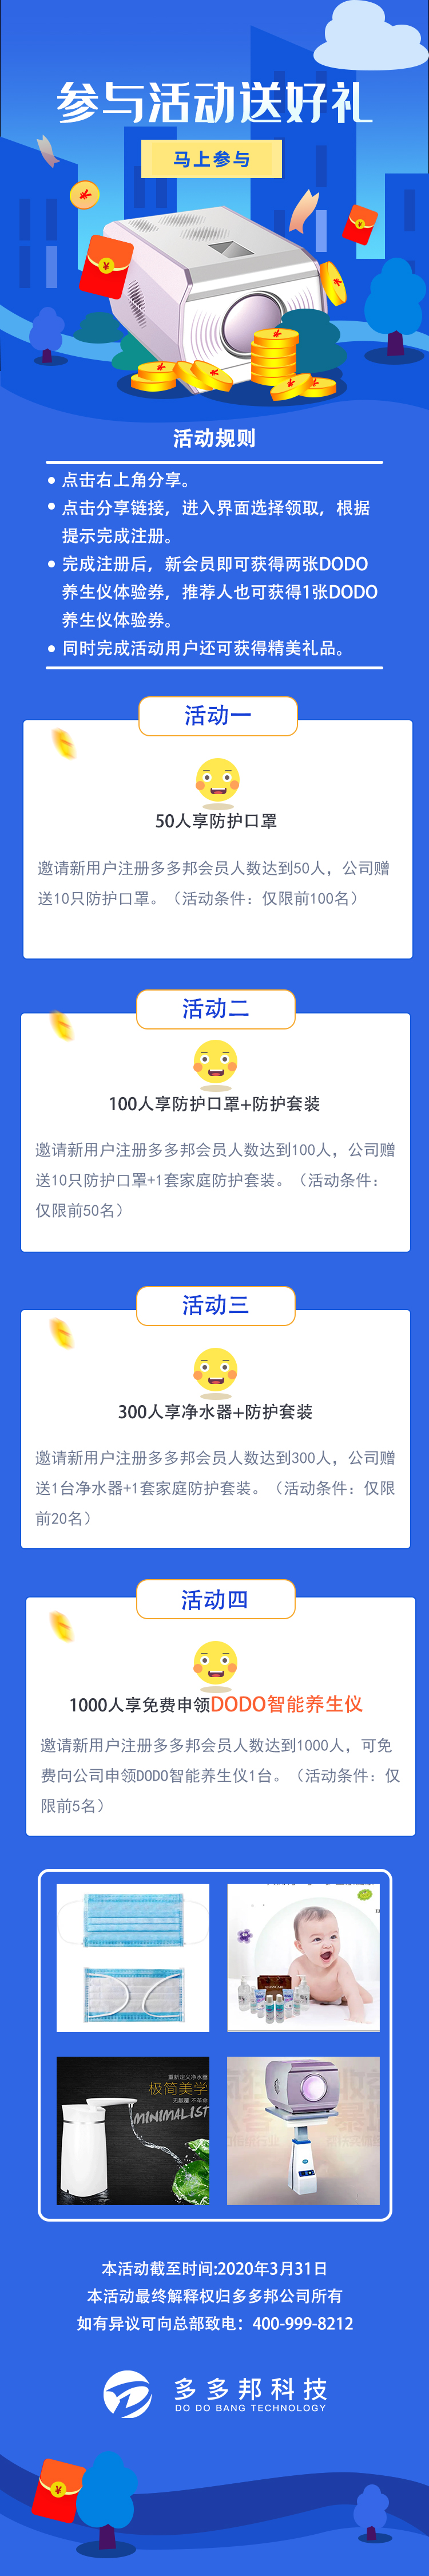 参与活动送好礼
马上参与
活动规则
点击右上角分享。
点击分享链接，进入界面选择领取，根据
提示完成注册。
完成注册后，新会员即可获得两张DODO
养生仪体验券，推荐人也可获得1张DODO
养生仪体验券。
同时完成活动用户还可获得精美礼品。
活动一
50人享防护口罩
邀请新用户注册多多邦会员人数达到50人，公司赠
送10只防护口罩。（活动条件：仅限前100名）
活动二
100人享防护口罩+防护套装
邀请新用户注册多多邦会员人数达到100人，公司赠
送10只防护口罩+1套家庭防护套装。（活动条件：
仅限前50名）
活动三
300人享净水器+防护套装
邀请新用户注册多多邦会员人数达到300人，公司赠
送1台净水器+1套家庭防护套装。（活动条件：仅限
前20名）
活动四
1000人享免费申领DODO智能养生仪
邀请新用户注册多多邦会员人数达到1000人，可免
费向公司申领DODO智能养生仪1台。（活动条件：仅
限前5名）
重新定义净水器
极简美学
无颠覆 不革命
MINIMALIST
本活动截至时间:2020年3月31日
本活动最终解释权归多多邦公司所有
如有异议可向总部致电：400-999-8212
多多邦科技
DO DO BANG TECHNOLOGY